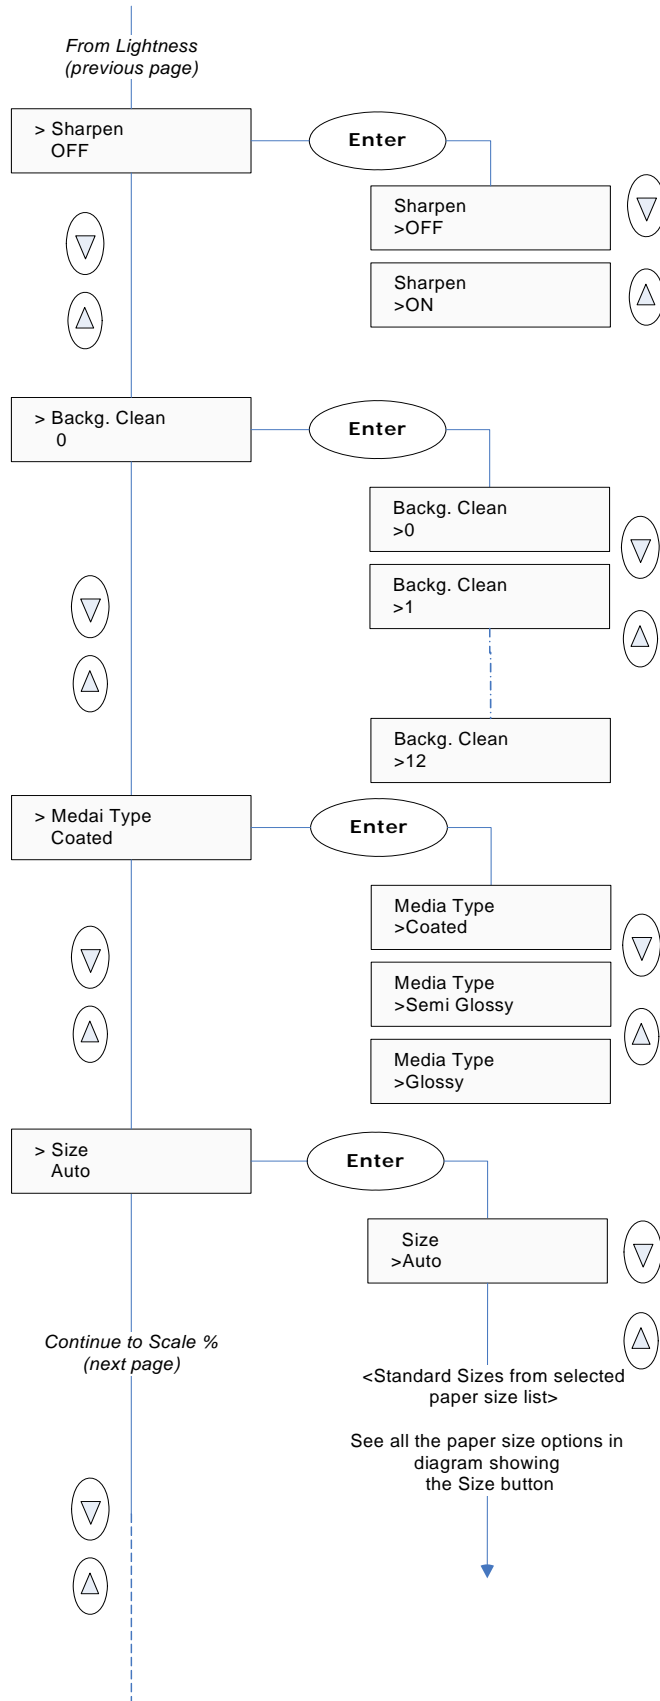 From Lightness
(previous page)
> Sharpen
OFF
Enter
Sharpen
>OFF
Sharpen
>ON
> Backg. Clean
0
Enter
Backg. Clean
>0
Backg. Clean
>1
Backg. Clean
>12
> Medai Type
Coated
Enter
Media Type
>Coated
Media Type
>Semi Glossy
Media Type
>Glossy
> Size
Auto
Enter
Size
>Auto
Continue to Scale %
(next page)
<Standard Sizes from selected
paper size list>
See all the paper size options in
diagram showing
the Size button